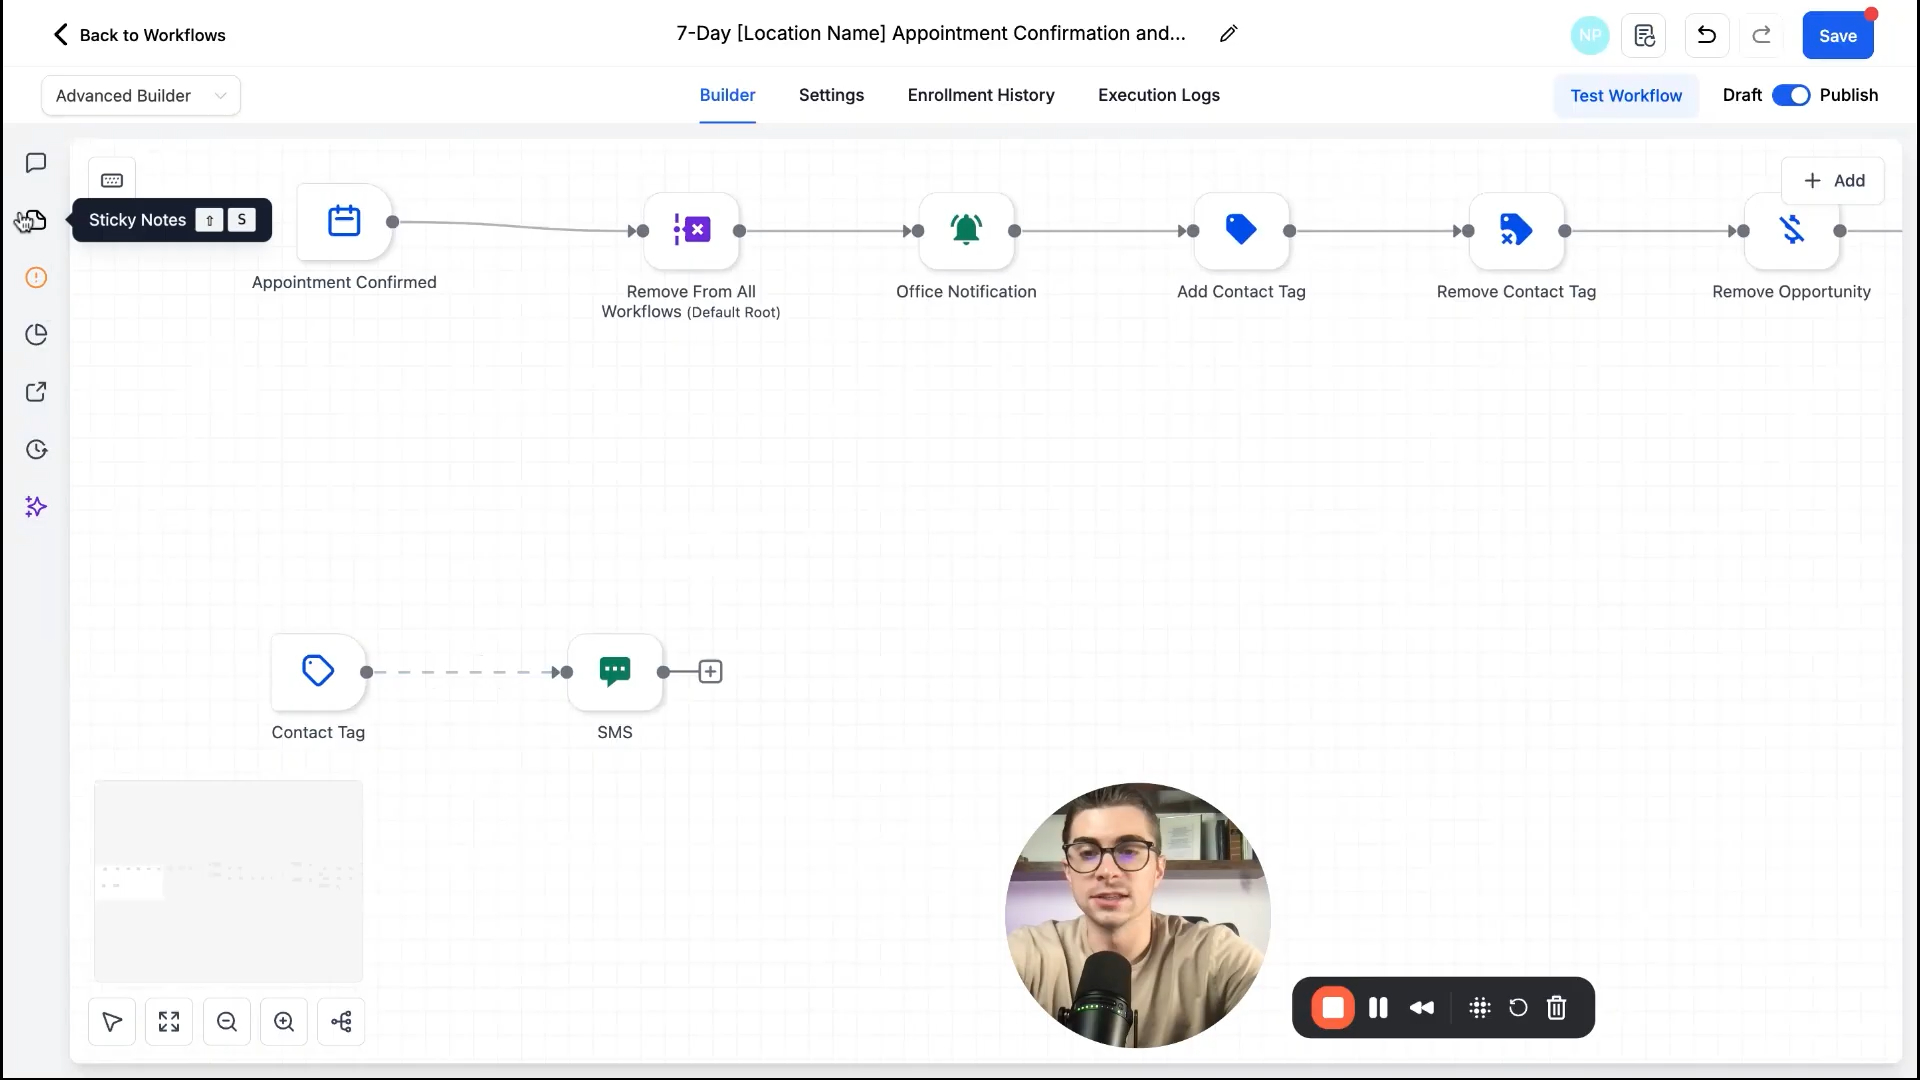 Back to Workflows
7-Day [Location Name] Appointment Confirmation and...
NP
Save
Advanced Builder
Builder
Settings
Enrollment History
Execution Logs
Test Workflow
Draft
Publish
Add
Sticky Notes ⇧ S
Appointment Confirmed
Remove From All
Workflows (Default Root)
Office Notification
Add Contact Tag
Remove Contact Tag
Remove Opportunity
Contact Tag
SMS